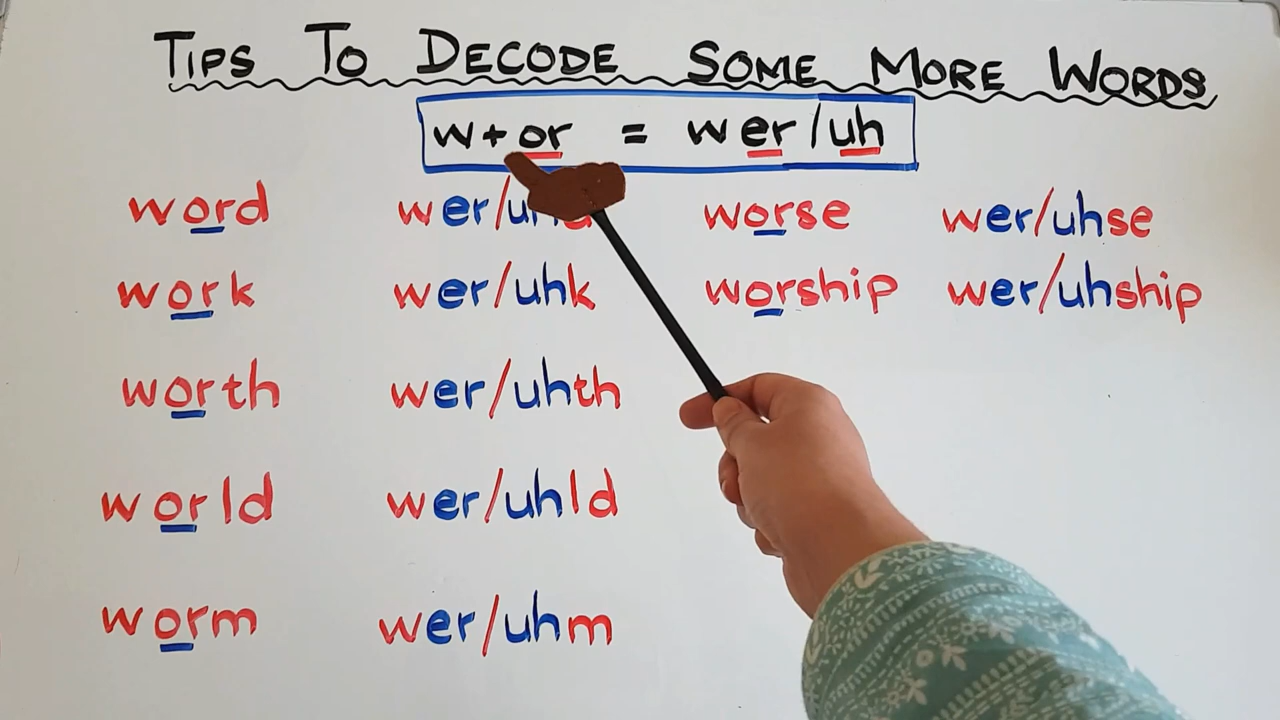 TIPS TO DECODE SOME MORE WORDS
w+or = wer/uh
word wer/ worse wer/uhse
work wer/uhk worship wer/uhship
worth wer/uhth
world wer/uhld
worm wer/uhm